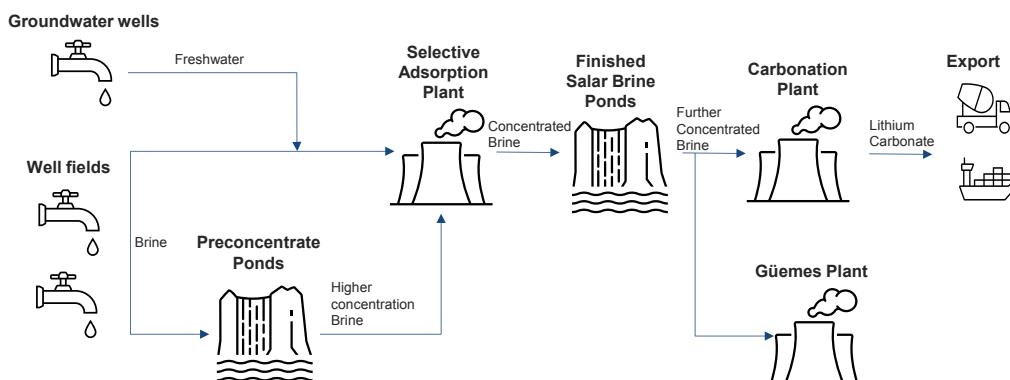 Groundwater wells
Freshwater
Selective
Adsorption
Plant
Finished
Salar Brine
Ponds
Carbonation
Plant
Export
Concentrated
Brine
Further
Concentrated
Brine
Lithium
Carbonate
Well fields
Brine
Preconcentrate
Ponds
Higher
concentration
Brine
Güemes Plant